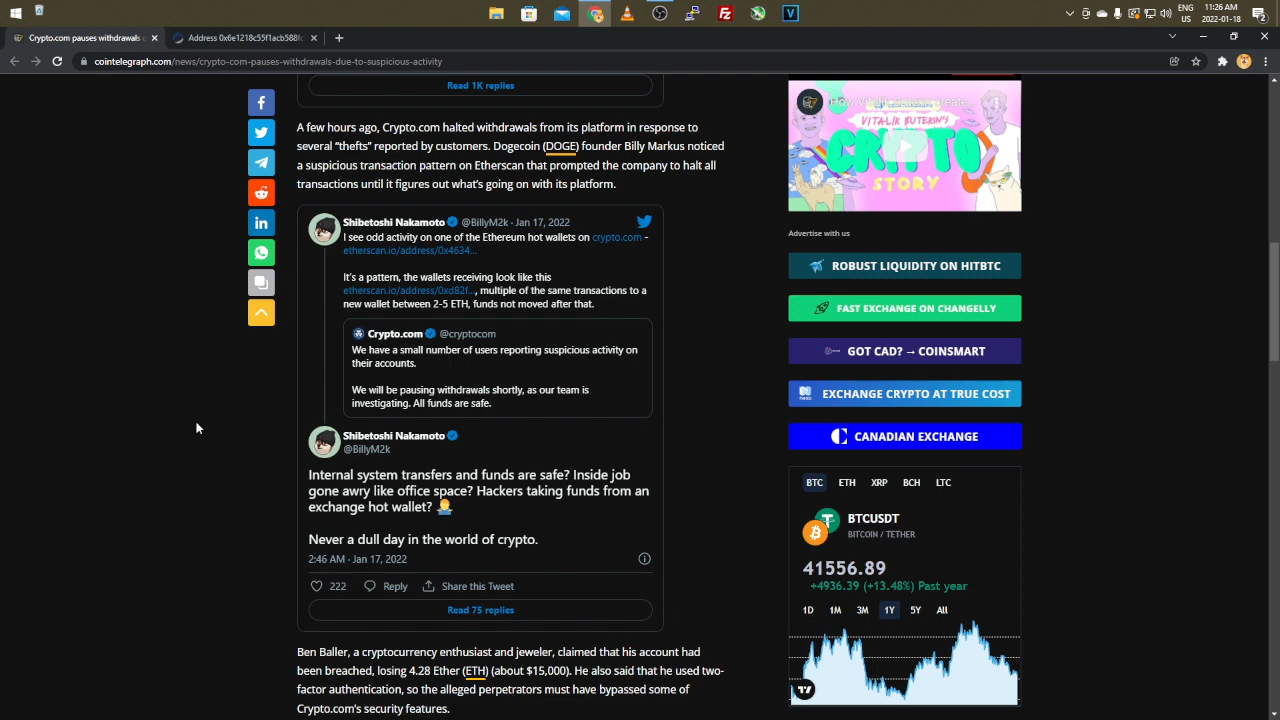 ENG
US
11:26 AM
2022-01-18
2
Crypto.com pauses withdrawals
Address 0x6e1218c55f1acb588fc
cointelegraph.com/news/crypto-com-pauses-withdrawals-due-to-suspicious-activity
Read 1K replies
A few hours ago, Crypto.com halted withdrawals from its platform in response to
several “thefts” reported by customers. Dogecoin (DOGE) founder Billy Markus noticed
a suspicious transaction pattern on Etherscan that prompted the company to halt all
transactions until it figures out what’s going on with its platform.
Shibetoshi Nakamoto @BillyM2k · Jan 17, 2022
I see odd activity on one of the Ethereum hot wallets on crypto.com -
etherscan.io/address/0x4634...
It’s a pattern, the wallets receiving look like this
etherscan.io/address/0xd82f..., multiple of the same transactions to a
new wallet between 2-5 ETH, funds not moved after that.
Crypto.com @cryptocom
We have a small number of users reporting suspicious activity on
their accounts.
We will be pausing withdrawals shortly, as our team is
investigating. All funds are safe.
Shibetoshi Nakamoto
@BillyM2k
Internal system transfers and funds are safe? Inside job
gone awry like office space? Hackers taking funds from an
exchange hot wallet?
Never a dull day in the world of crypto.
2:46 AM · Jan 17, 2022
222 Reply Share this Tweet
Read 75 replies
Ben Baller, a cryptocurrency enthusiast and jeweler, claimed that his account had
been breached, losing 4.28 Ether (ETH) (about $15,000). He also said that he used two-
factor authentication, so the alleged perpetrators must have bypassed some of
Crypto.com’s security features.
How Vitalik Buterin create
VITALIK BUTERIN'S
CRYPTO
STORY
Advertise with us
ROBUST LIQUIDITY ON HITBTC
FAST EXCHANGE ON CHANGELLY
GOT CAD? → COINSMART
EXCHANGE CRYPTO AT TRUE COST
CANADIAN EXCHANGE
BTC ETH XRP BCH LTC
BTCUSDT
BITCOIN / TETHER
41556.89
+4936.39 (+13.48%) Past year
1D 1M 3M 1Y 5Y All